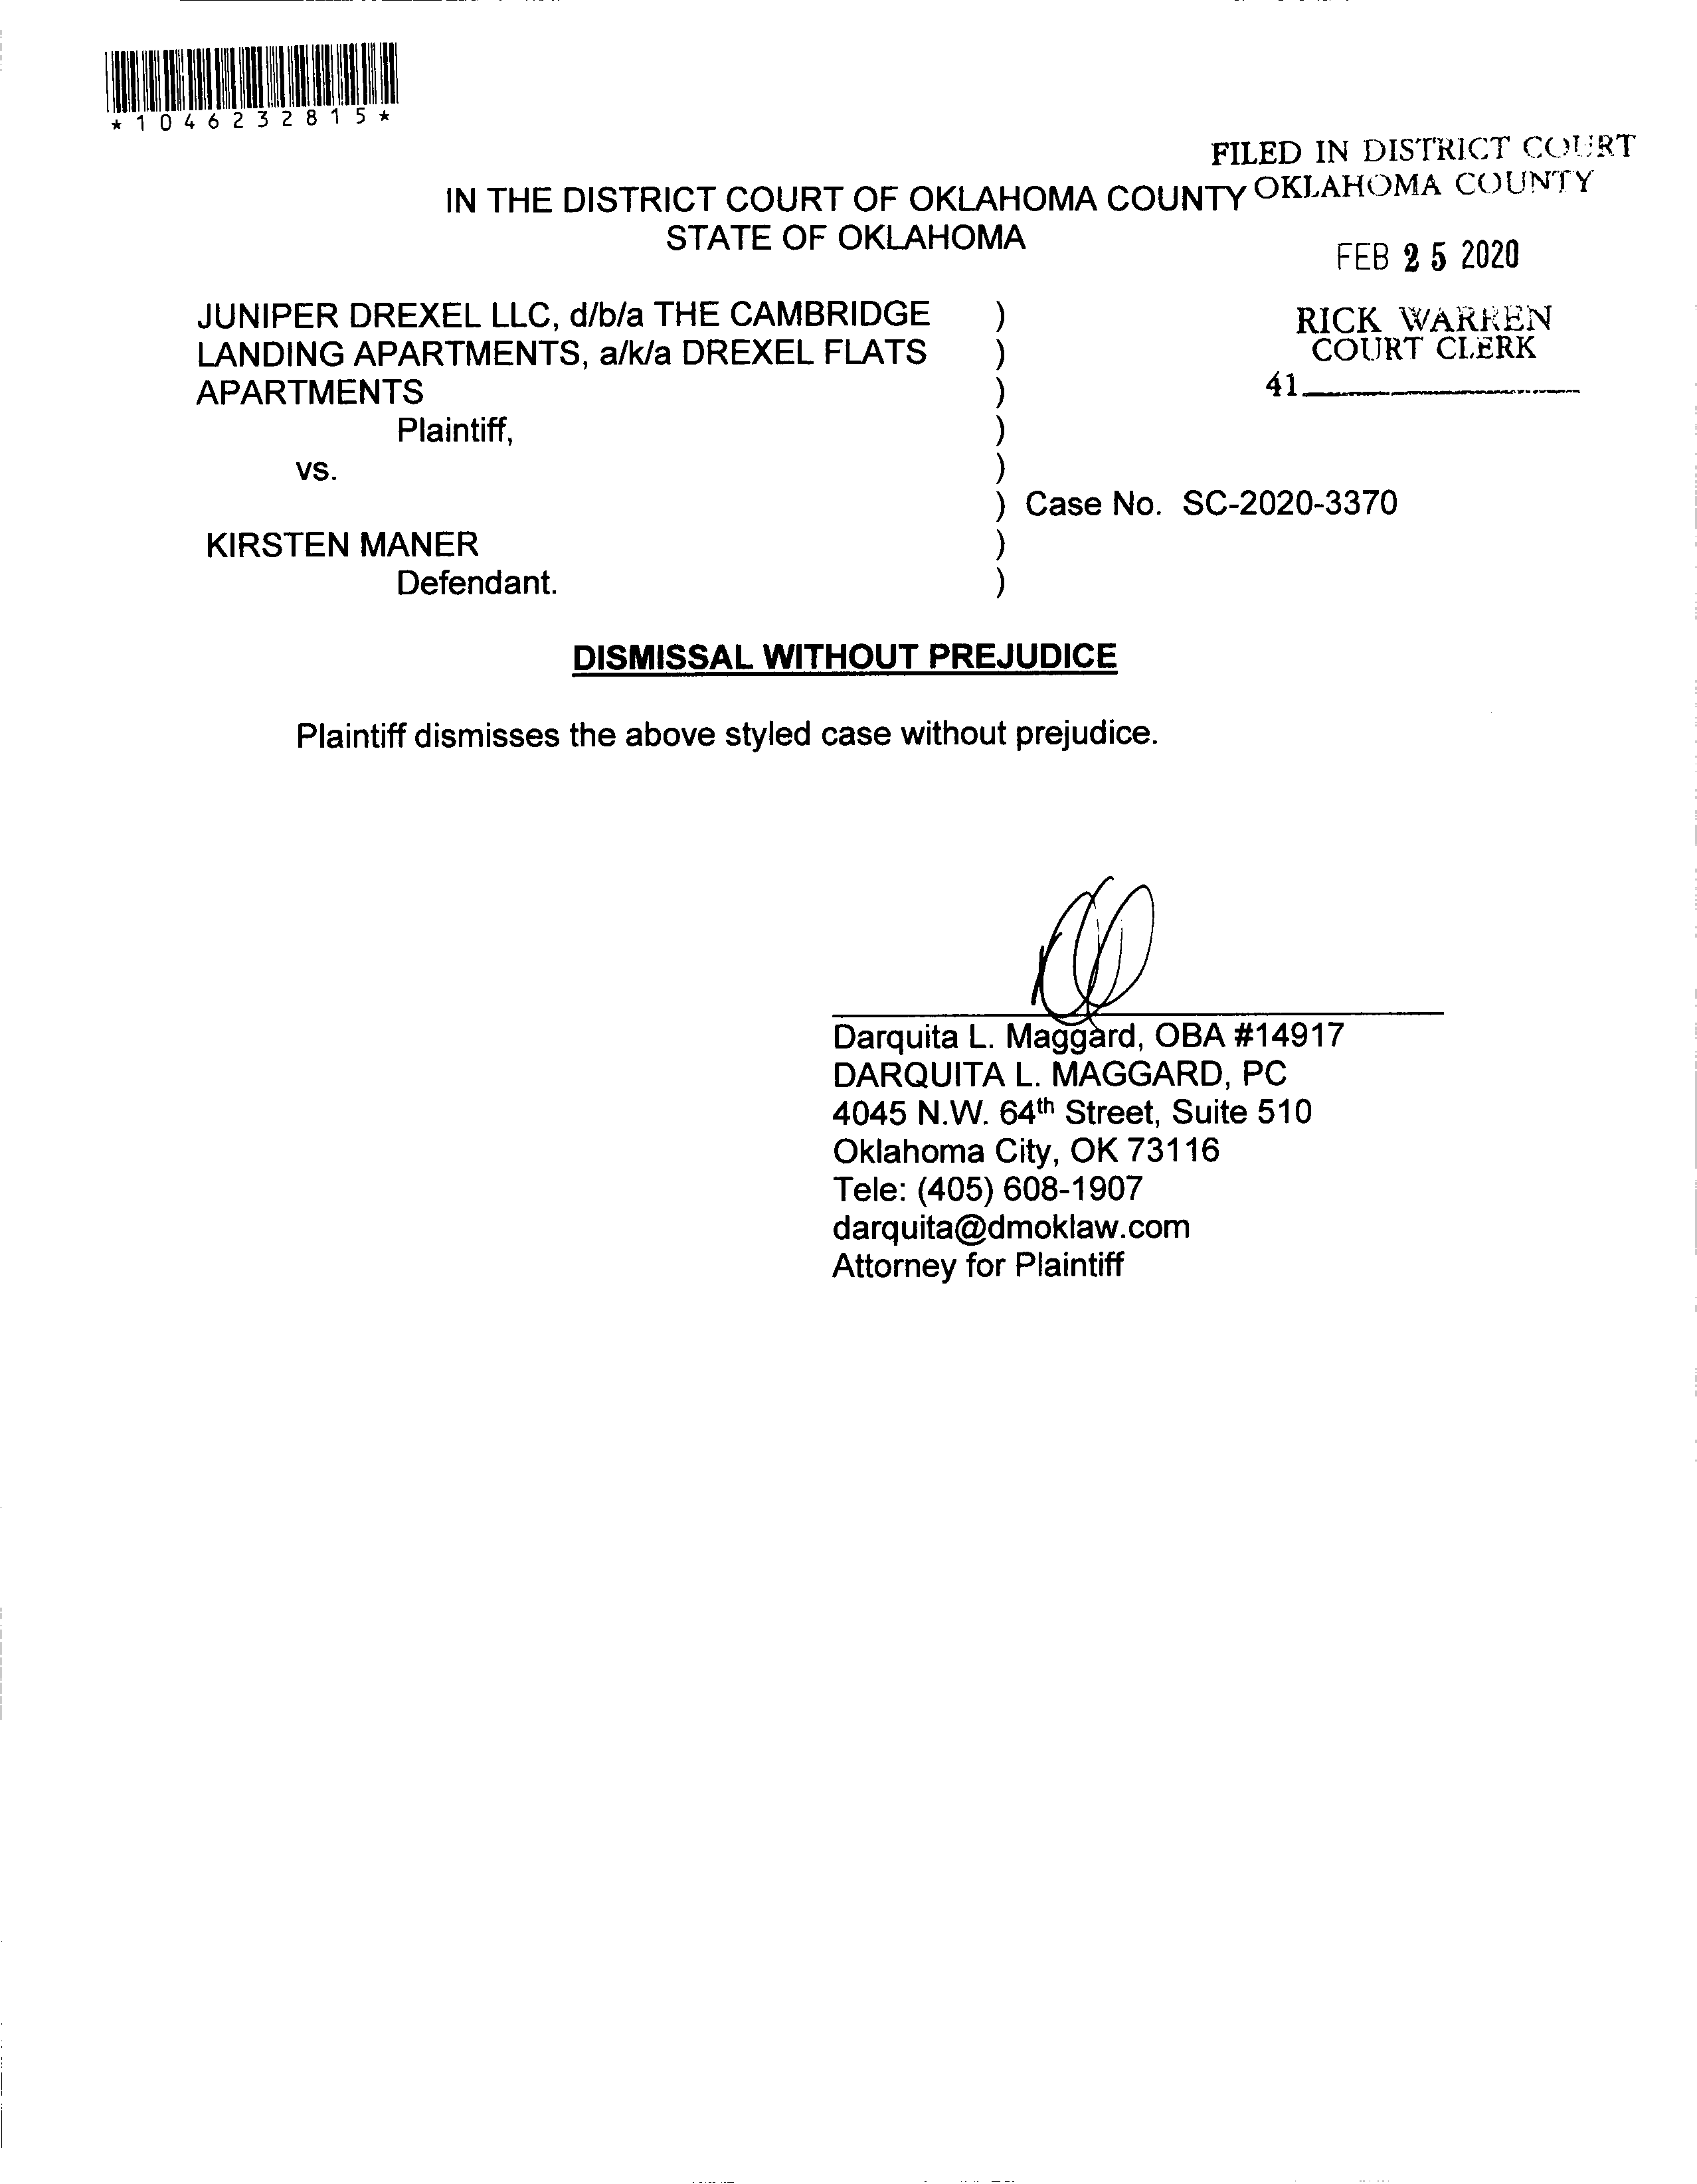 *1046232815*
FILED IN DISTRICT COURT
OKLAHOMA COUNTY
IN THE DISTRICT COURT OF OKLAHOMA COUNTY
STATE OF OKLAHOMA
FEB 25 2020
RICK WARREN
COURT CLERK
41
JUNIPER DREXEL LLC, d/b/a THE CAMBRIDGE )
LANDING APARTMENTS, a/k/a DREXEL FLATS )
APARTMENTS )
Plaintiff, )
vs. )
) Case No. SC-2020-3370
KIRSTEN MANER )
Defendant. )
DISMISSAL WITHOUT PREJUDICE
Plaintiff dismisses the above styled case without prejudice.
Darquita L. Maggard, OBA #14917
DARQUITA L. MAGGARD, PC
4045 N.W. 64th Street, Suite 510
Oklahoma City, OK 73116
Tele: (405) 608-1907
darquita@dmoklaw.com
Attorney for Plaintiff